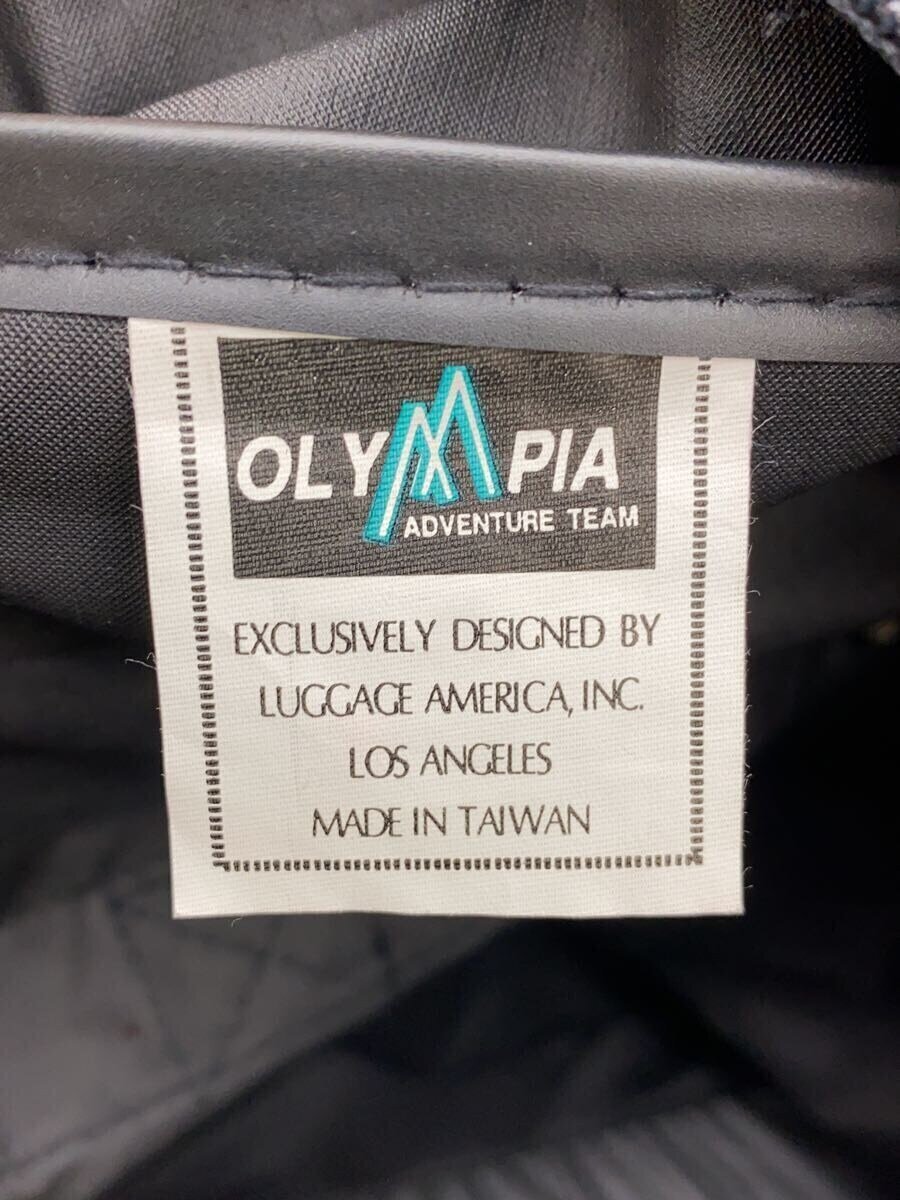 OLYMPIA
ADVENTURE TEAM
EXCLUSIVELY DESIGNED BY
LUGGAGE AMERICA, INC.
LOS ANGELES
MADE IN TAIWAN